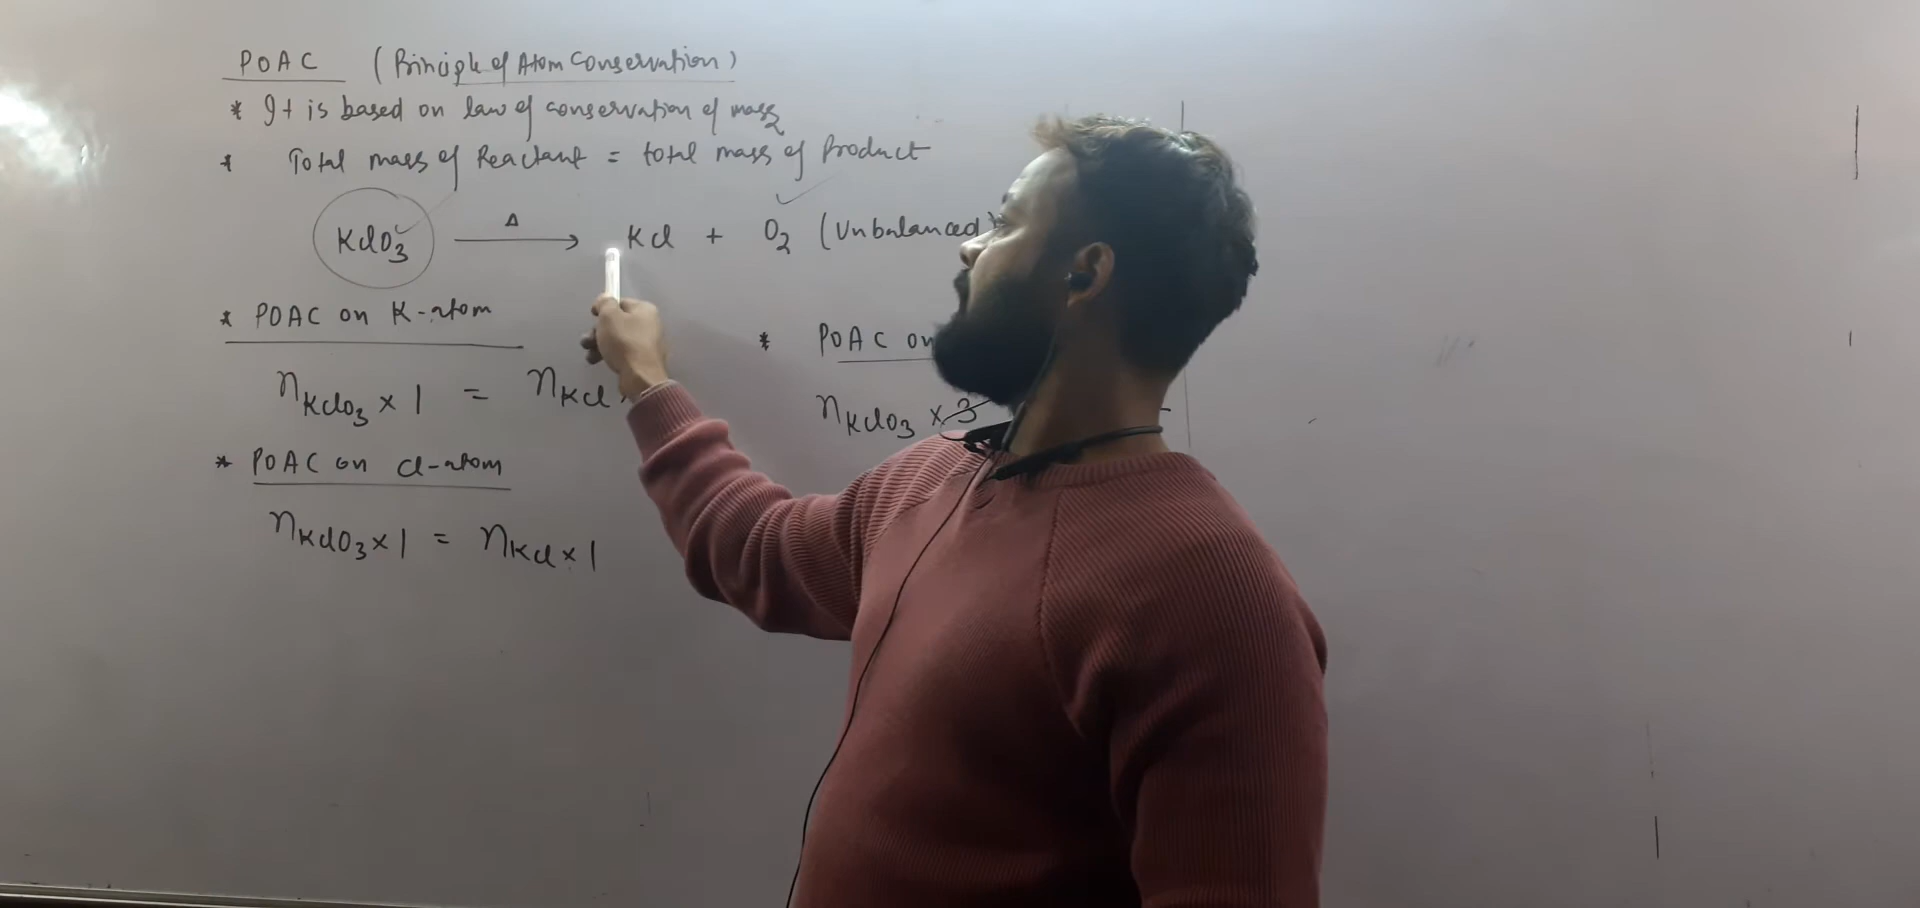 POAC (Principle of Atom Conservation)
* It is based on law of conservation of mass
* Total mass of Reactant = total mass of Product
KClO3 Δ → KCl + O2 (Unbalanced)
* POAC on K-atom
nKClO3 × 1 = nKCl
* POAC on Cl-atom
nKClO3 × 1 = nKCl × 1
* POAC on
nKClO3 × 3